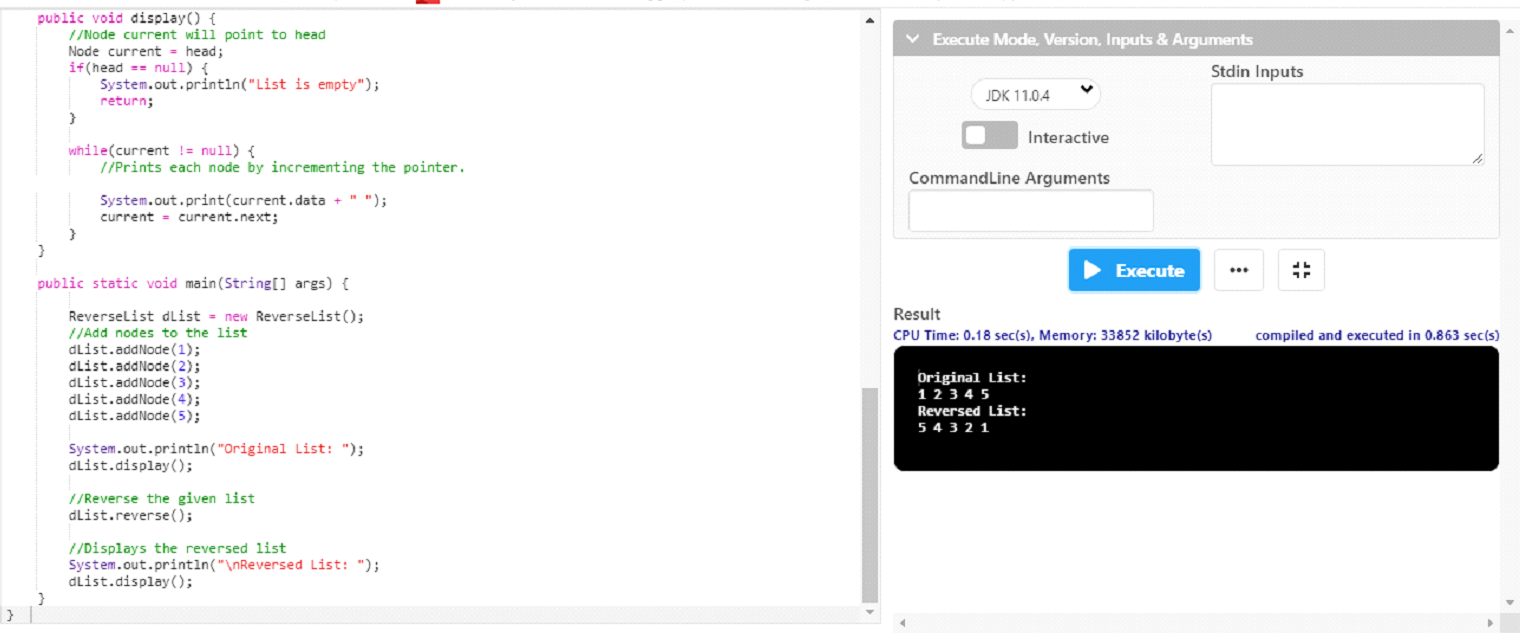 public void display() {
//Node current will point to head
Node current = head;
if(head == null) {
System.out.println("List is empty");
return;
}
while(current != null) {
//Prints each node by incrementing the pointer.
System.out.print(current.data + " ");
current = current.next;
}
}
public static void main(String[] args) {
ReverseList dList = new ReverseList();
//Add nodes to the list
dList.addNode(1);
dList.addNode(2);
dList.addNode(3);
dList.addNode(4);
dList.addNode(5);
System.out.println("Original List: ");
dList.display();
//Reverse the given list
dList.reverse();
//Displays the reversed list
System.out.println("\nReversed List: ");
dList.display();
}
}
Execute Mode, Version, Inputs & Arguments
JDK 11.0.4
Interactive
Stdin Inputs
CommandLine Arguments
Execute
•••
Result
CPU Time: 0.18 sec(s), Memory: 33852 kilobyte(s)
compiled and executed in 0.863 sec(s)
Original List:
1 2 3 4 5
Reversed List:
5 4 3 2 1